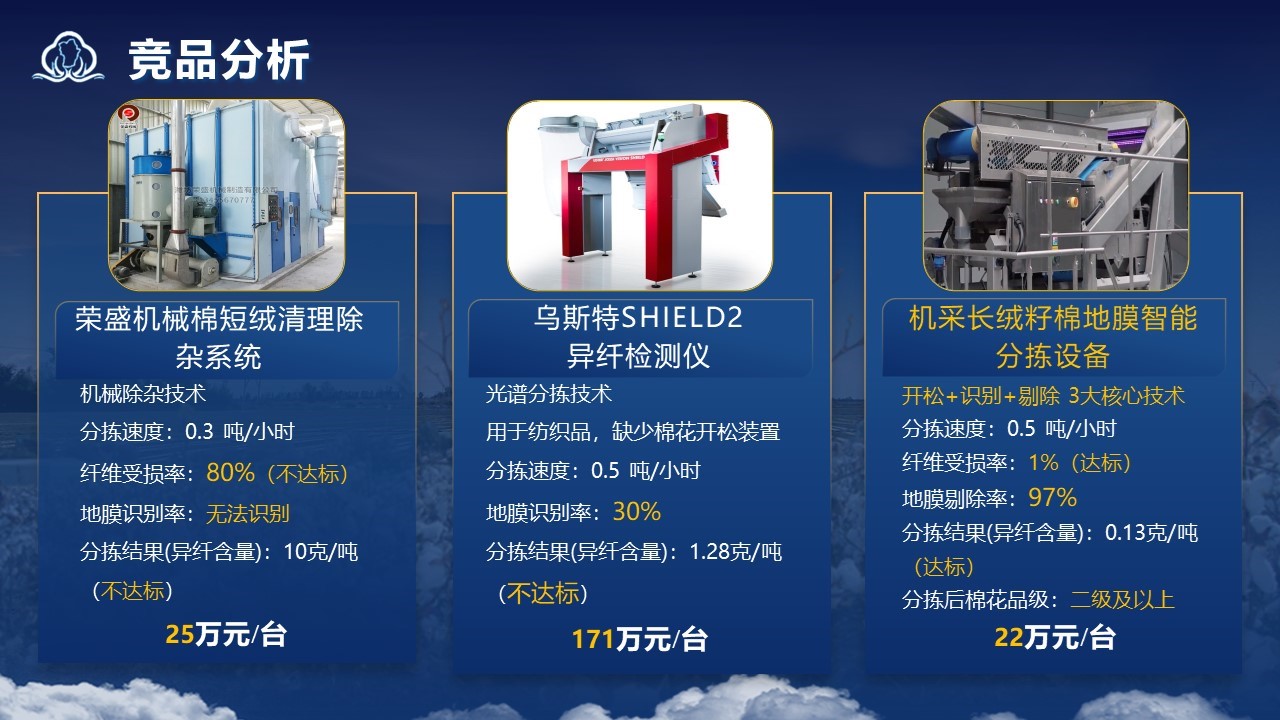 竞品分析
荣盛机械棉短绒清理除
杂系统
机械除杂技术
分拣速度：0.3 吨/小时
纤维受损率：80%（不达标）
地膜识别率：无法识别
分拣结果(异纤含量)：10克/吨
（不达标）
25万元/台
乌斯特SHIELD2
异纤检测仪
光谱分拣技术
用于纺织品，缺少棉花开松装置
分拣速度：0.5 吨/小时
地膜识别率：30%
分拣结果(异纤含量)：1.28克/吨
（不达标）
171万元/台
机采长绒籽棉地膜智能
分拣设备
开松+识别+剔除 3大核心技术
分拣速度：0.5 吨/小时
纤维受损率：1%（达标）
地膜剔除率：97%
分拣结果(异纤含量)：0.13克/吨
（达标）
分拣后棉花品级：二级及以上
22万元/台